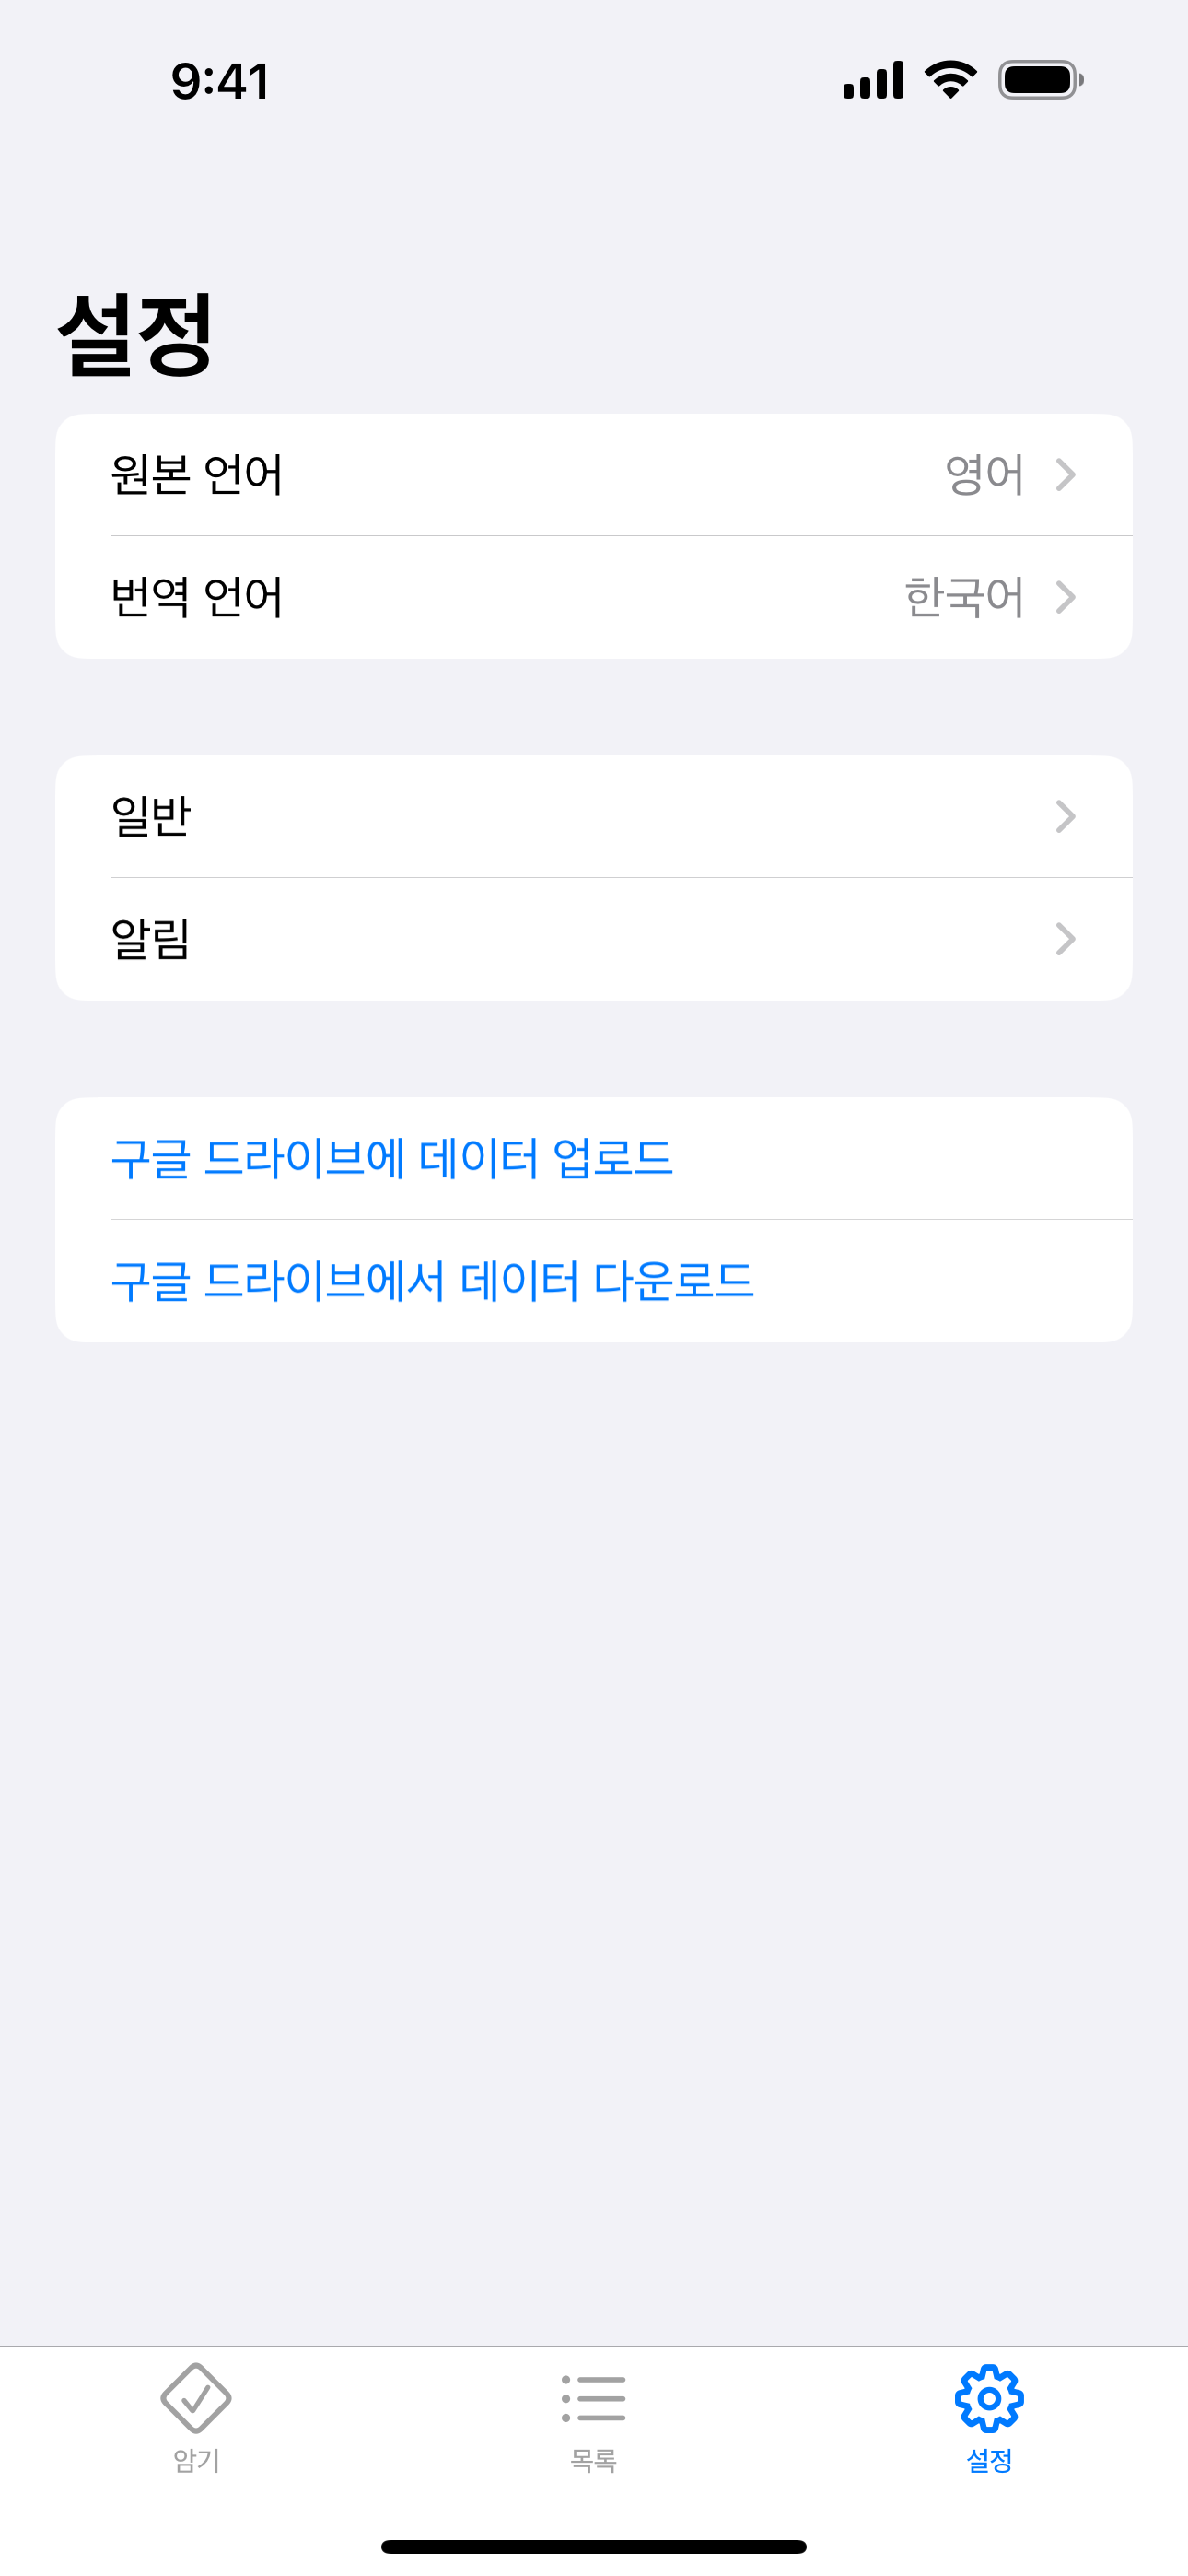 9:41
설정
원본 언어 영어
번역 언어 한국어
일반
알림
구글 드라이브에 데이터 업로드
구글 드라이브에서 데이터 다운로드
암기 목록 설정